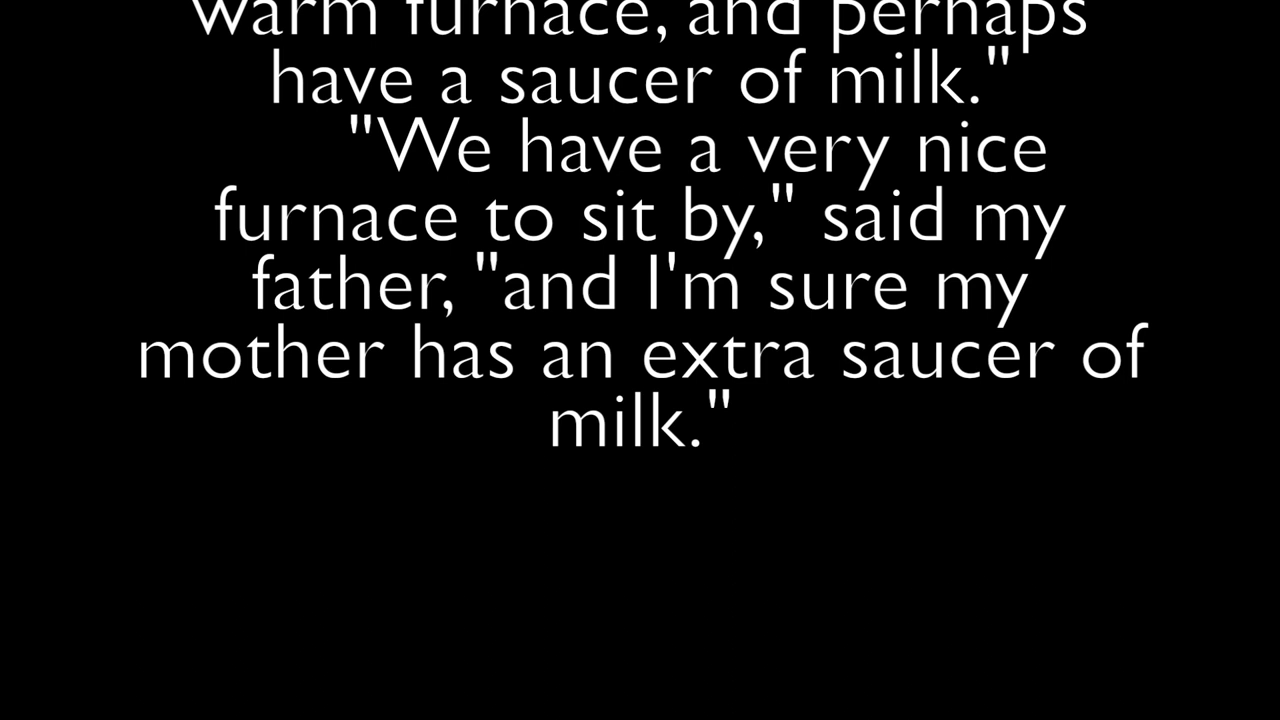 warm furnace, and perhaps
have a saucer of milk."
"We have a very nice
furnace to sit by," said my
father, "and I'm sure my
mother has an extra saucer of
milk."